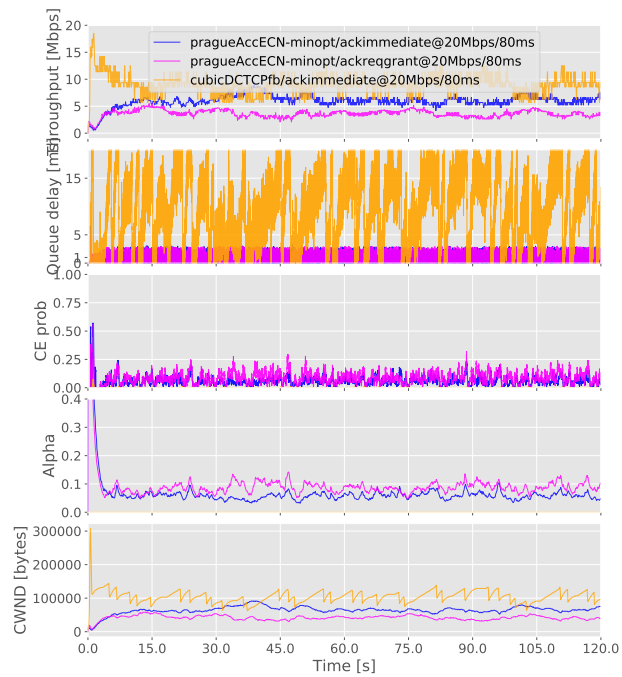 20
15
10
5
0
Throughput [Mbps]
pragueAccECN-minopt/ackimmediate@20Mbps/80ms
pragueAccECN-minopt/ackreqgrant@20Mbps/80ms
cubicDCTCPfb/ackimmediate@20Mbps/80ms
15
5
1
0
Queue delay [ms]
1.00
0.75
0.50
0.25
0.00
CE prob
0.4
0.3
0.2
0.1
0.0
Alpha
300000
200000
100000
0
CWND [bytes]
0.0 15.0 30.0 45.0 60.0 75.0 90.0 105.0 120.0
Time [s]